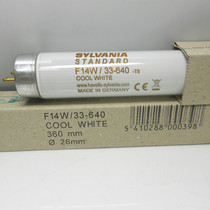 SYLVANIA
STANDARD
F14W/33-640 -T8
COOL WHITE
www.havells-sylvania.com
MADE IN GERMANY
F14W/33-640
COOL WHITE
360 mm
Ø 26mm
5 410288 000398